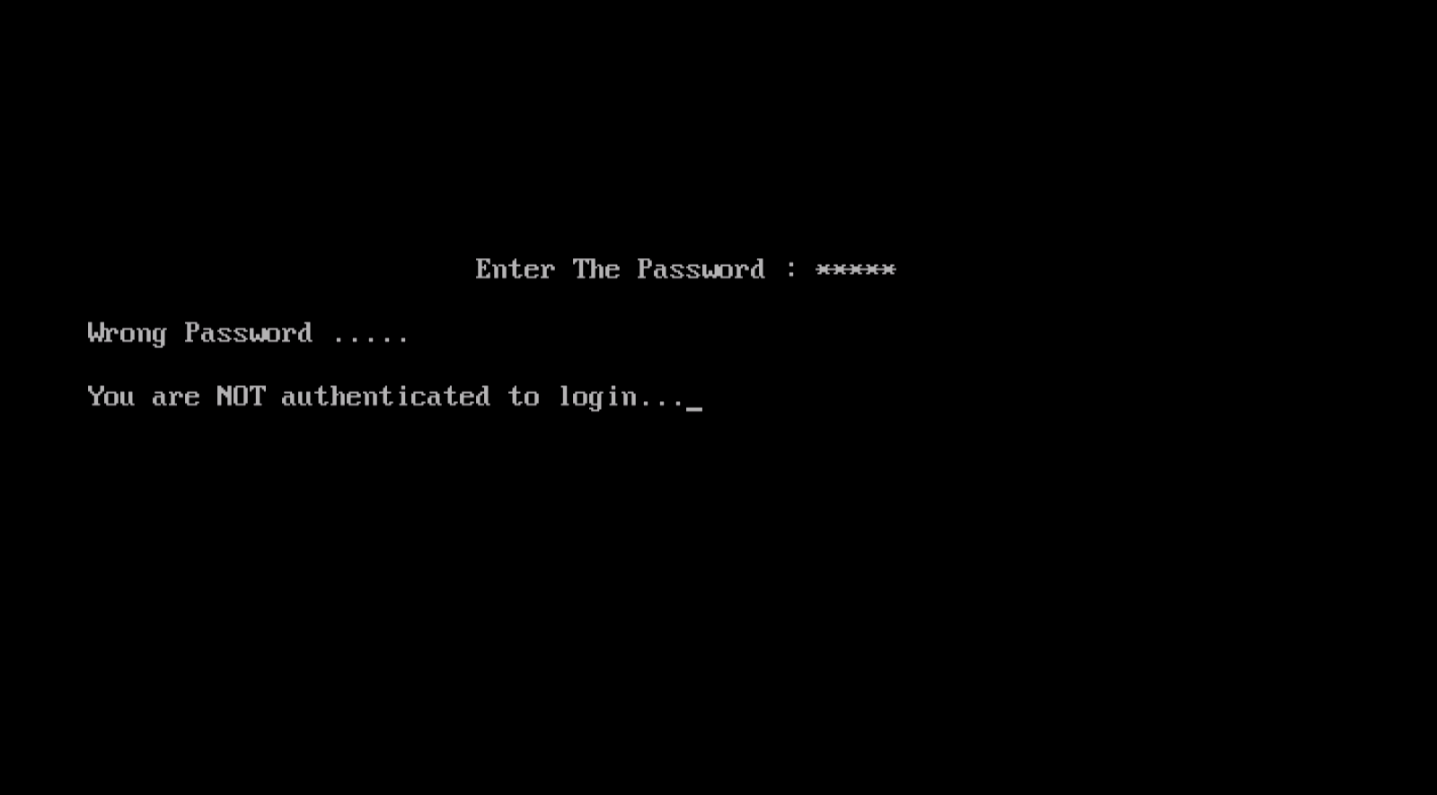 Enter The Password : *****
Wrong Password .....
You are NOT authenticated to login..._